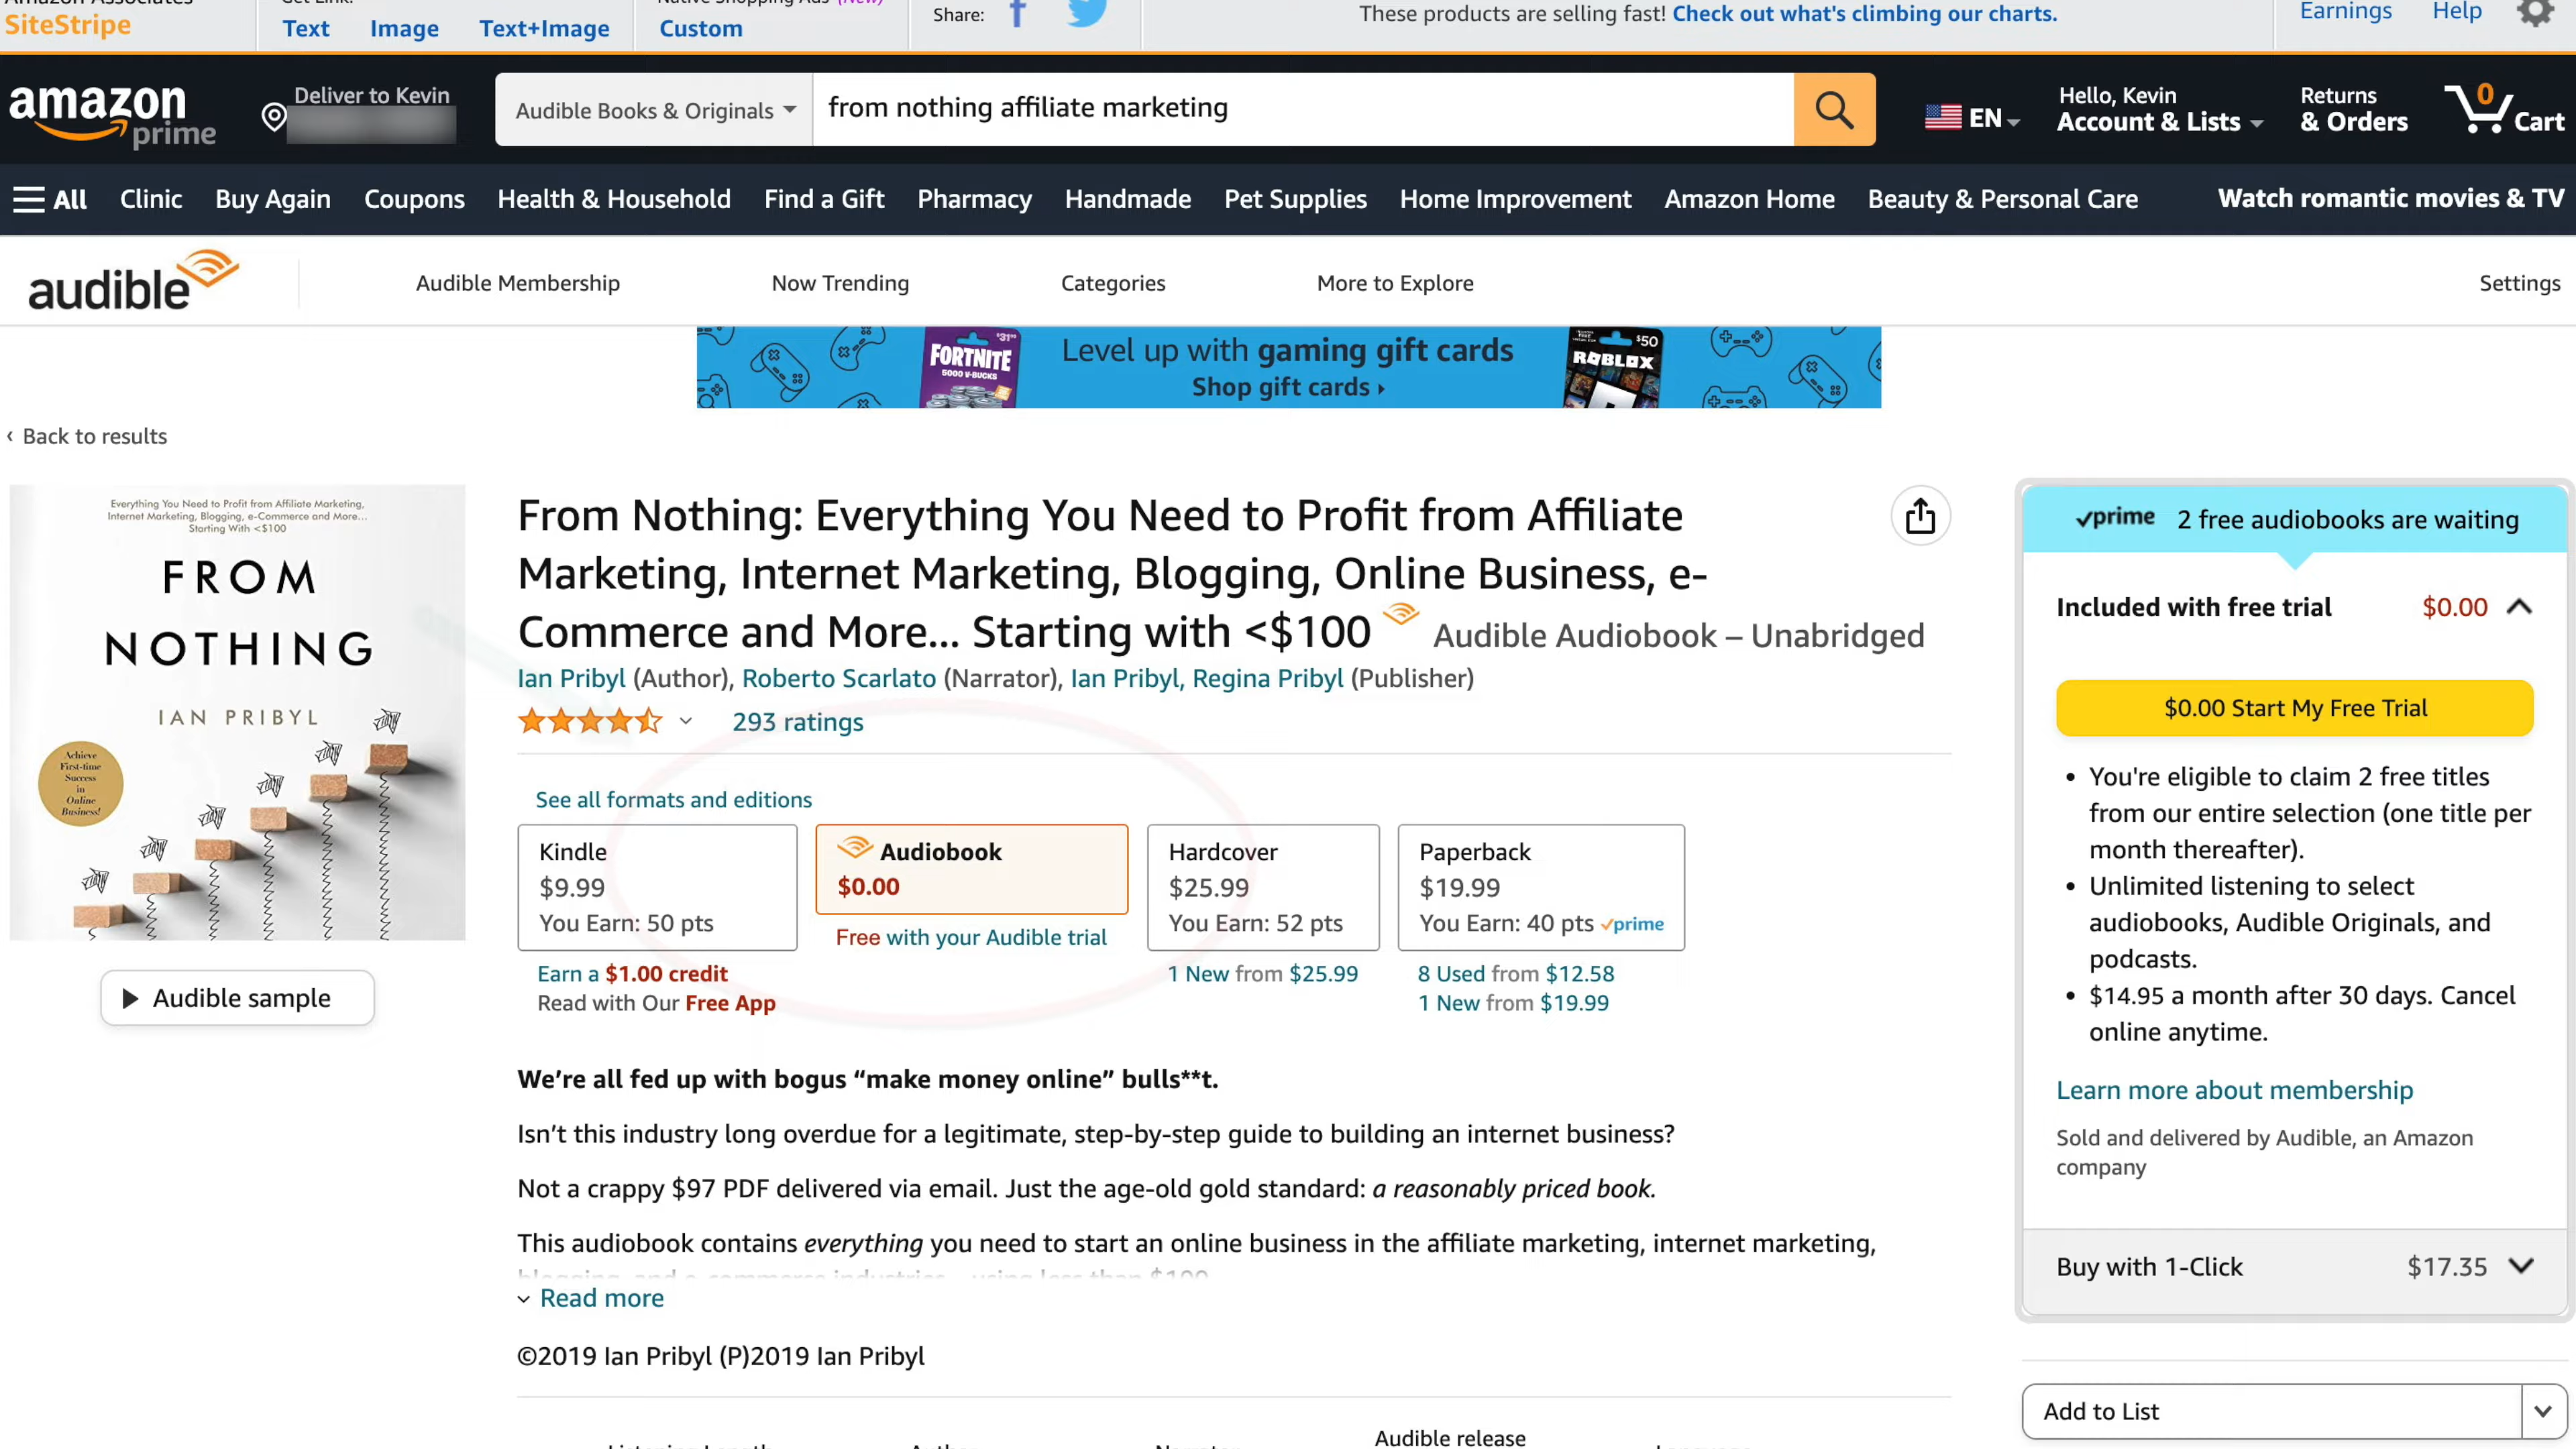 Amazon Associates
SiteStripe
Get Link:
Text Image Text+Image
Native Shopping Ads (New)
Custom
Share:
These products are selling fast! Check out what's climbing our charts.
Earnings Help
amazon prime
Deliver to Kevin
Audible Books & Originals
from nothing affiliate marketing
EN
Hello, Kevin
Account & Lists
Returns
& Orders
0
Cart
All Clinic Buy Again Coupons Health & Household Find a Gift Pharmacy Handmade Pet Supplies Home Improvement Amazon Home Beauty & Personal Care Watch romantic movies & TV
audible
Audible Membership Now Trending Categories More to Explore Settings
FORTNITE
5000 V-BUCKS
Level up with gaming gift cards
Shop gift cards ›
$50
ROBLOX
‹ Back to results
Everything You Need to Profit from Affiliate Marketing,
Internet Marketing, Blogging, e-Commerce and More...
Starting With <$100
FROM
NOTHING
IAN PRIBYL
Achieve
First-time
Success
in
Online
Business!
Audible sample
From Nothing: Everything You Need to Profit from Affiliate
Marketing, Internet Marketing, Blogging, Online Business, e-
Commerce and More... Starting with <$100 Audible Audiobook – Unabridged
Ian Pribyl (Author), Roberto Scarlato (Narrator), Ian Pribyl, Regina Pribyl (Publisher)
293 ratings
See all formats and editions
Kindle
$9.99
You Earn: 50 pts
Earn a $1.00 credit
Read with Our Free App
Audiobook
$0.00
Free with your Audible trial
Hardcover
$25.99
You Earn: 52 pts
1 New from $25.99
Paperback
$19.99
You Earn: 40 pts prime
8 Used from $12.58
1 New from $19.99
We’re all fed up with bogus “make money online” bulls**t.
Isn’t this industry long overdue for a legitimate, step-by-step guide to building an internet business?
Not a crappy $97 PDF delivered via email. Just the age-old gold standard: a reasonably priced book.
This audiobook contains everything you need to start an online business in the affiliate marketing, internet marketing,
Read more
©2019 Ian Pribyl (P)2019 Ian Pribyl
Audible release
prime 2 free audiobooks are waiting
Included with free trial $0.00
$0.00 Start My Free Trial
• You're eligible to claim 2 free titles
from our entire selection (one title per
month thereafter).
• Unlimited listening to select
audiobooks, Audible Originals, and
podcasts.
• $14.95 a month after 30 days. Cancel
online anytime.
Learn more about membership
Sold and delivered by Audible, an Amazon
company
Buy with 1-Click $17.35
Add to List